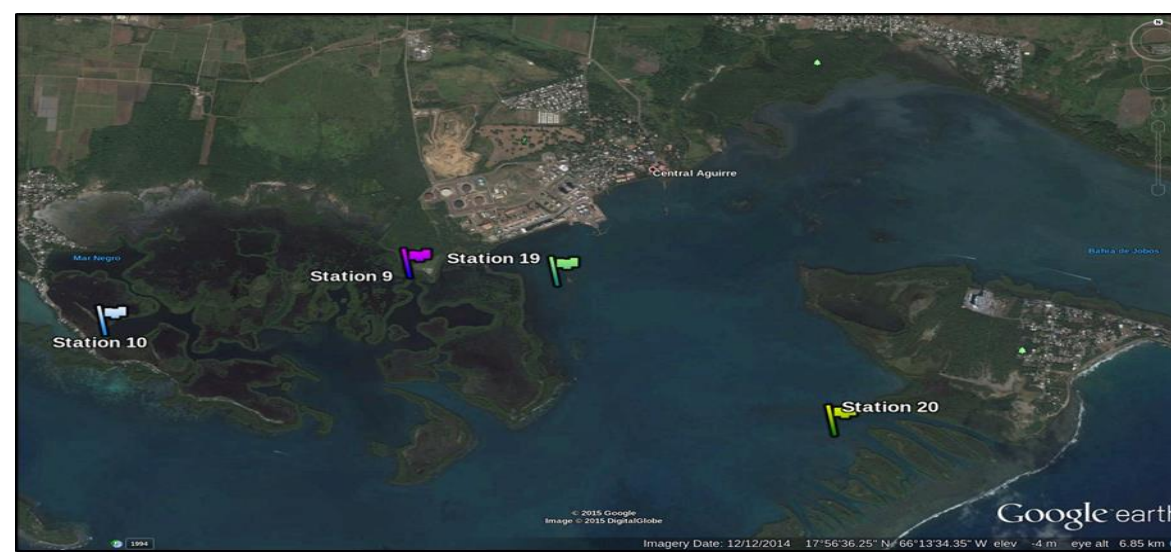 N
Central Aguirre
Bahia de Jobos
Station 19
Mar Negro
Station 9
Station 10
Station 20
© 2015 Google
Image © 2015 DigitalGlobe
Google earth
1994
Imagery Date: 12/12/2014 17°56'36.25" N 66°13'34.35" W elev -4 m eye alt 6.85 km